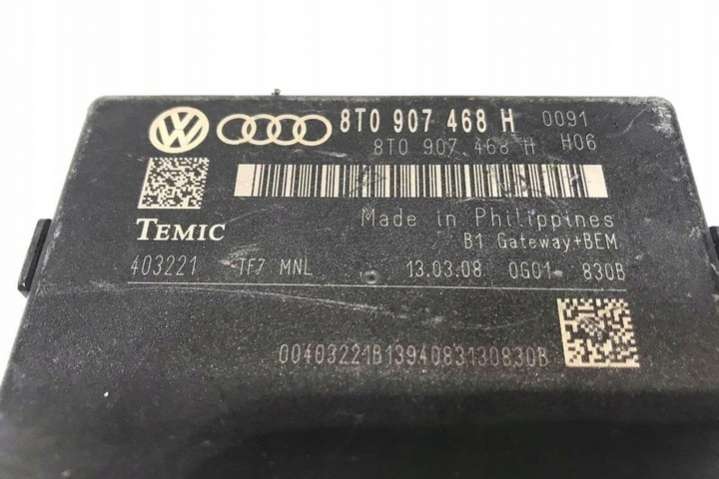 8T0 907 468 H 0091
8T0 907 468 H H06
TEMIC
Made in Philippines
B1 Gateway+BEM
403221 TF7 MNL 13.03.08 0G01 830B
00403221B1394083130830B